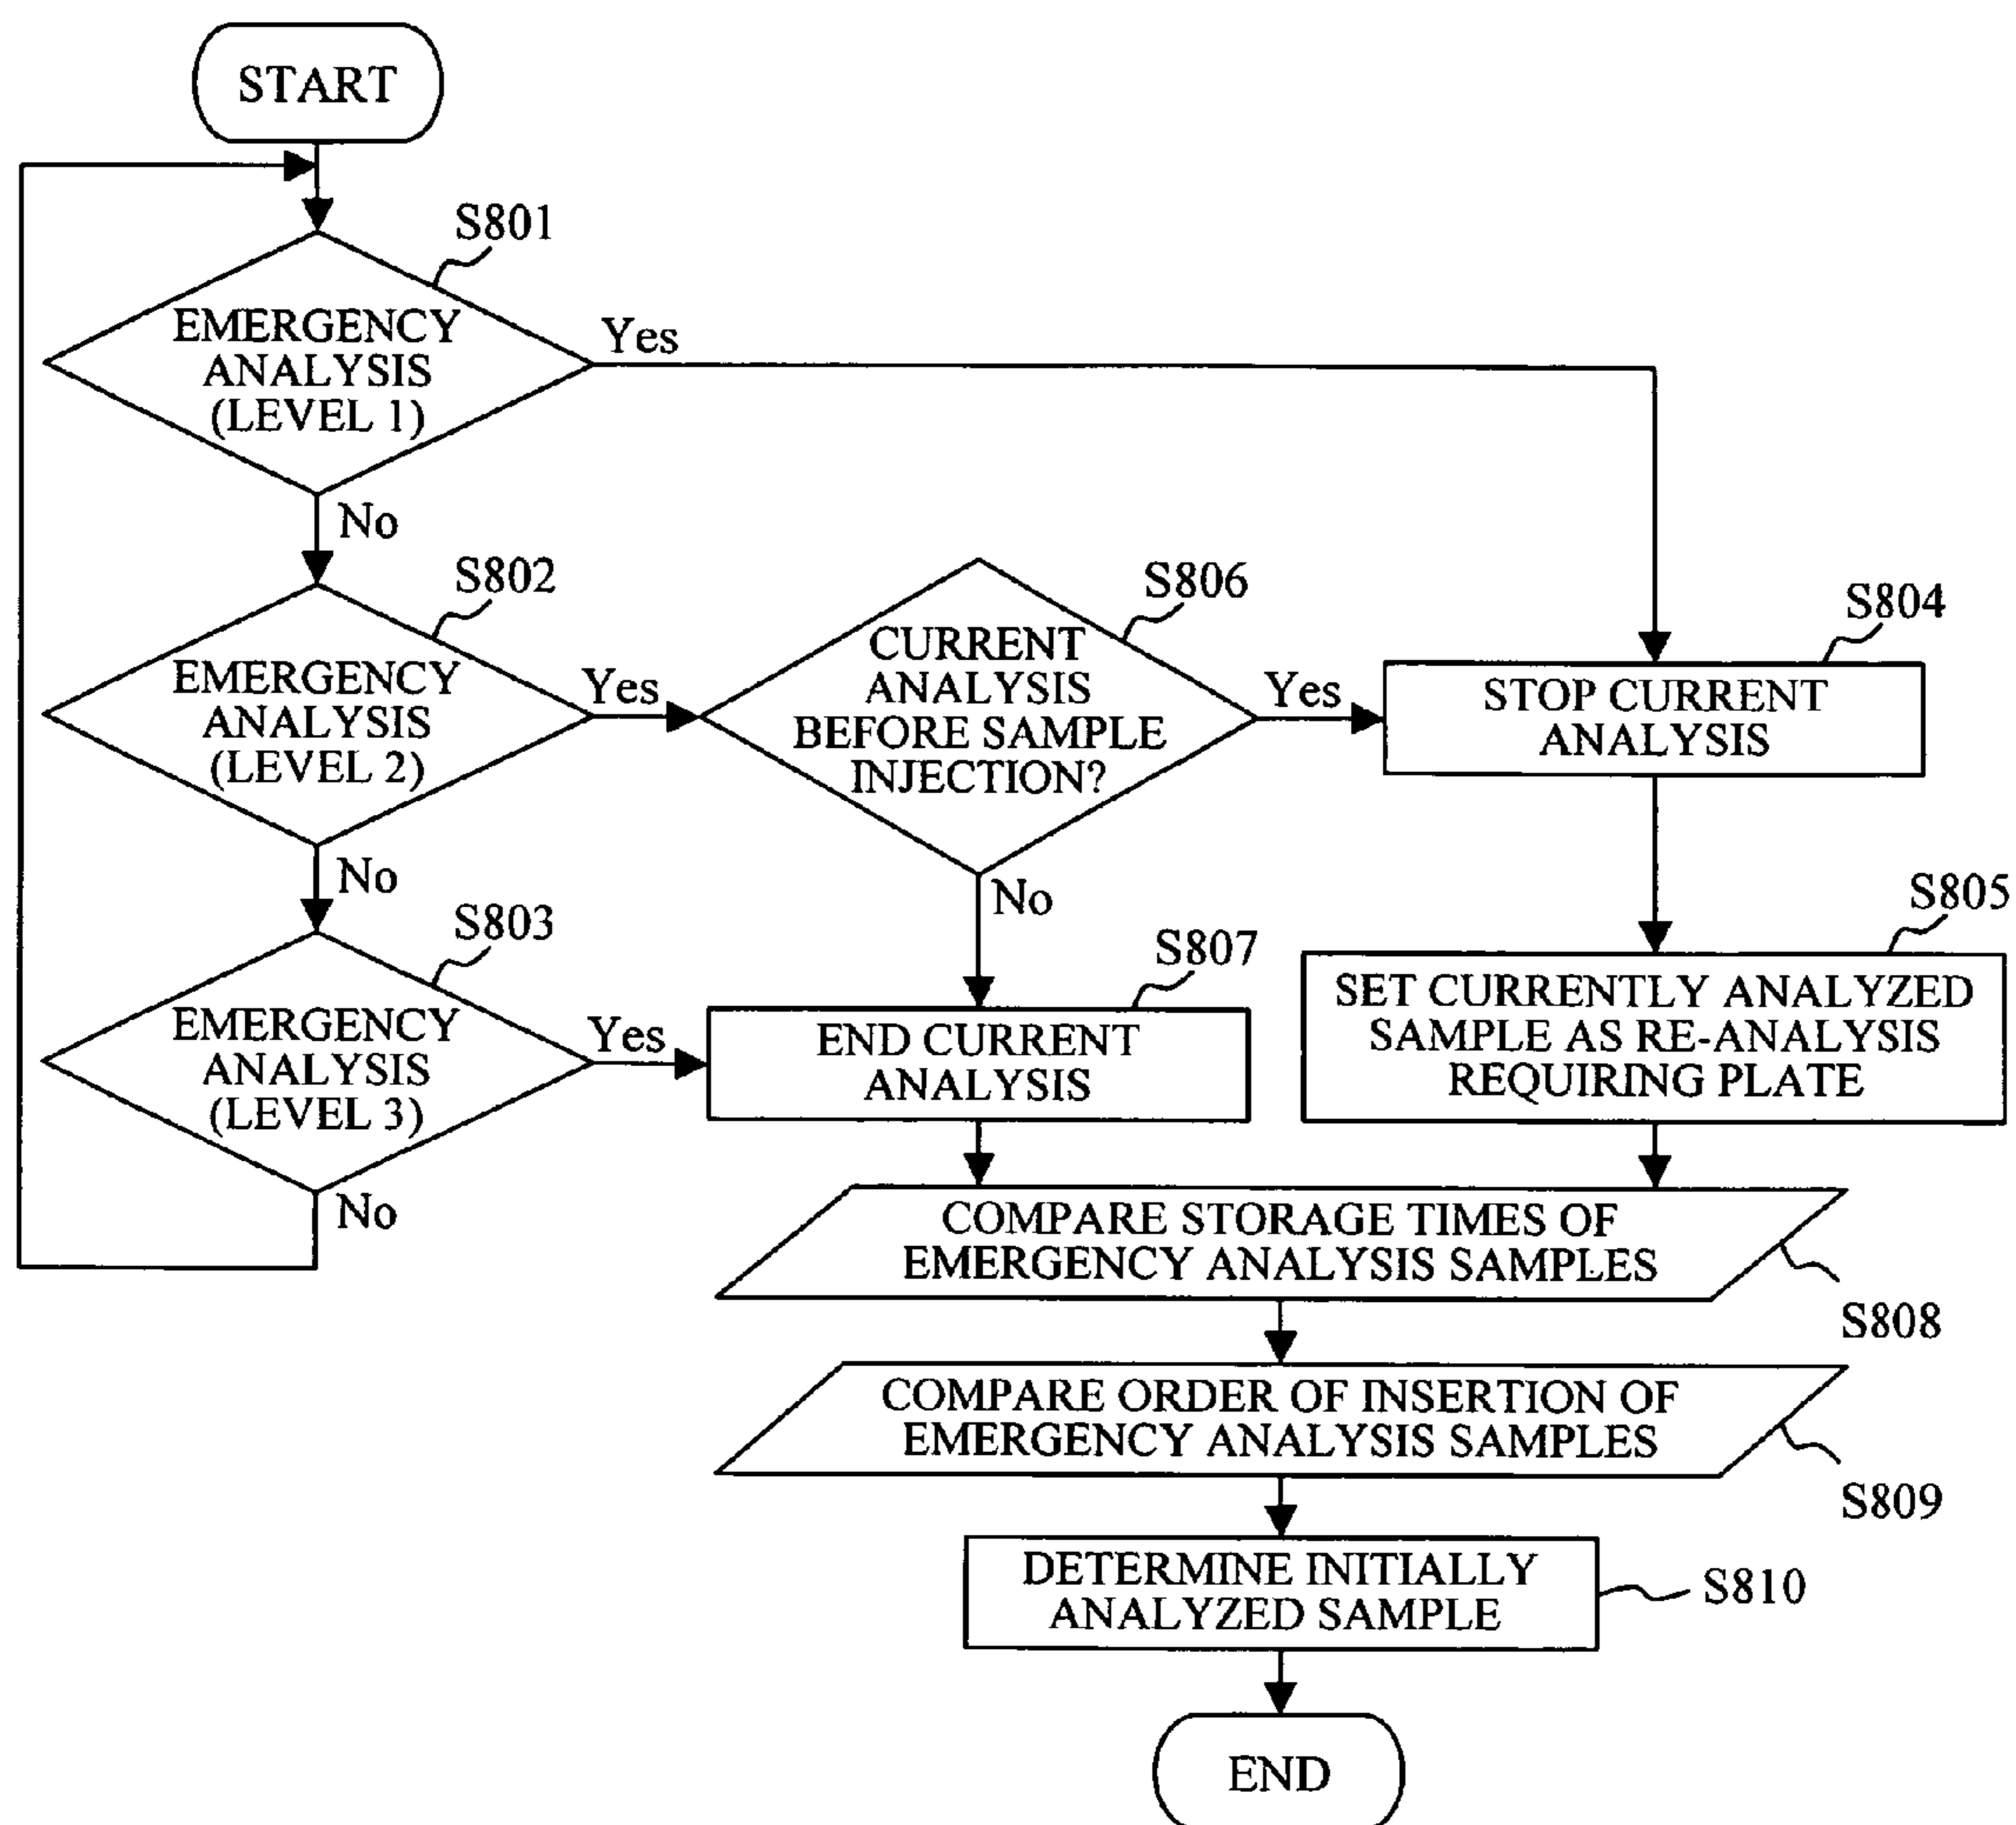 START
S801
EMERGENCY
ANALYSIS
(LEVEL 1)
Yes
No
S802
EMERGENCY
ANALYSIS
(LEVEL 2)
Yes
S806
CURRENT
ANALYSIS
BEFORE SAMPLE
INJECTION?
Yes
S804
STOP CURRENT
ANALYSIS
No
No
S803
EMERGENCY
ANALYSIS
(LEVEL 3)
Yes
S807
END CURRENT
ANALYSIS
S805
SET CURRENTLY ANALYZED
SAMPLE AS RE-ANALYSIS
REQUIRING PLATE
No
COMPARE STORAGE TIMES OF
EMERGENCY ANALYSIS SAMPLES
S808
COMPARE ORDER OF INSERTION OF
EMERGENCY ANALYSIS SAMPLES
S809
DETERMINE INITIALLY
ANALYZED SAMPLE
S810
END